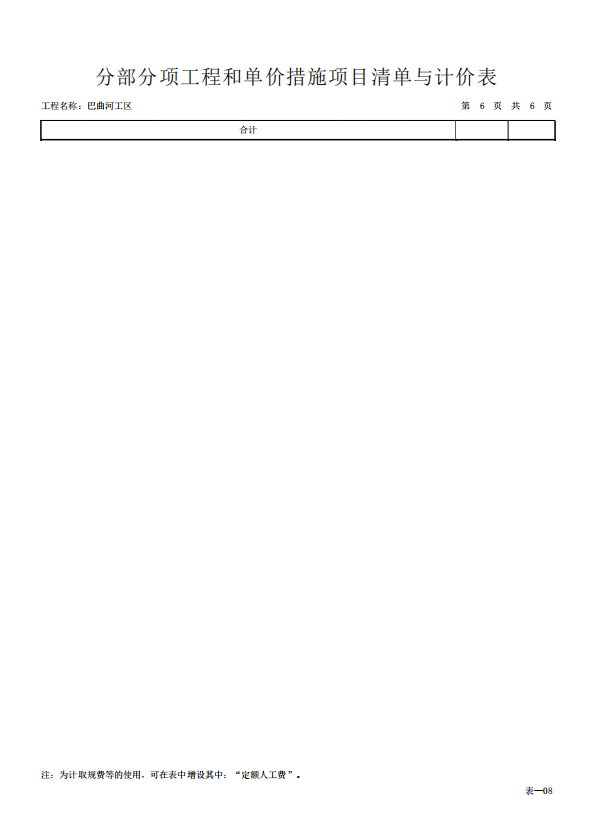 分部分项工程和单价措施项目清单与计价表
工程名称：巴曲河工区 第 6 页 共 6 页
合计
注：为计取规费等的使用，可在表中增设其中：“定额人工费”。
表—08